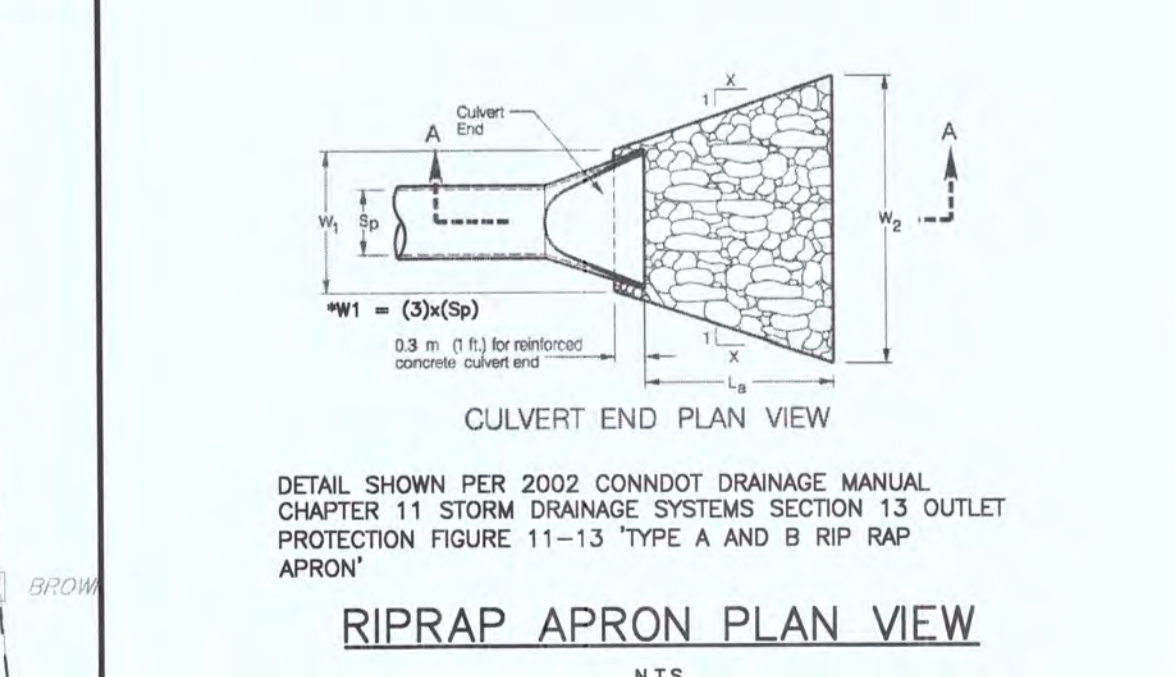 X
1
Culvert
End
A
A
W1
Sp
W2
*W1 = (3)x(Sp)
0.3 m (1 ft.) for reinforced
concrete culvert end
1
X
La
CULVERT END PLAN VIEW
DETAIL SHOWN PER 2002 CONNDOT DRAINAGE MANUAL
CHAPTER 11 STORM DRAINAGE SYSTEMS SECTION 13 OUTLET
PROTECTION FIGURE 11-13 'TYPE A AND B RIP RAP
APRON'
BROW
RIPRAP APRON PLAN VIEW
N.T.S.